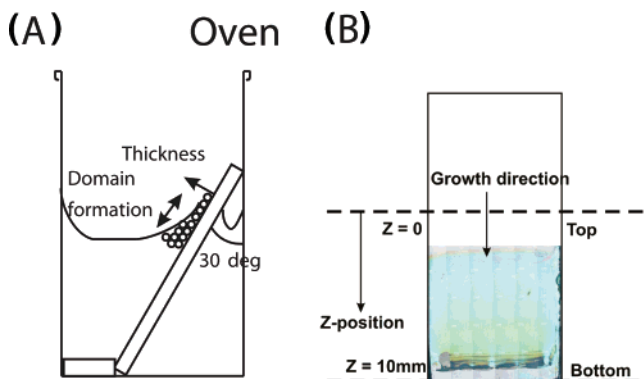 (A) Oven
Thickness
Domain
formation
30 deg
(B)
Growth direction
Z = 0 Top
Z-position
Z = 10mm Bottom